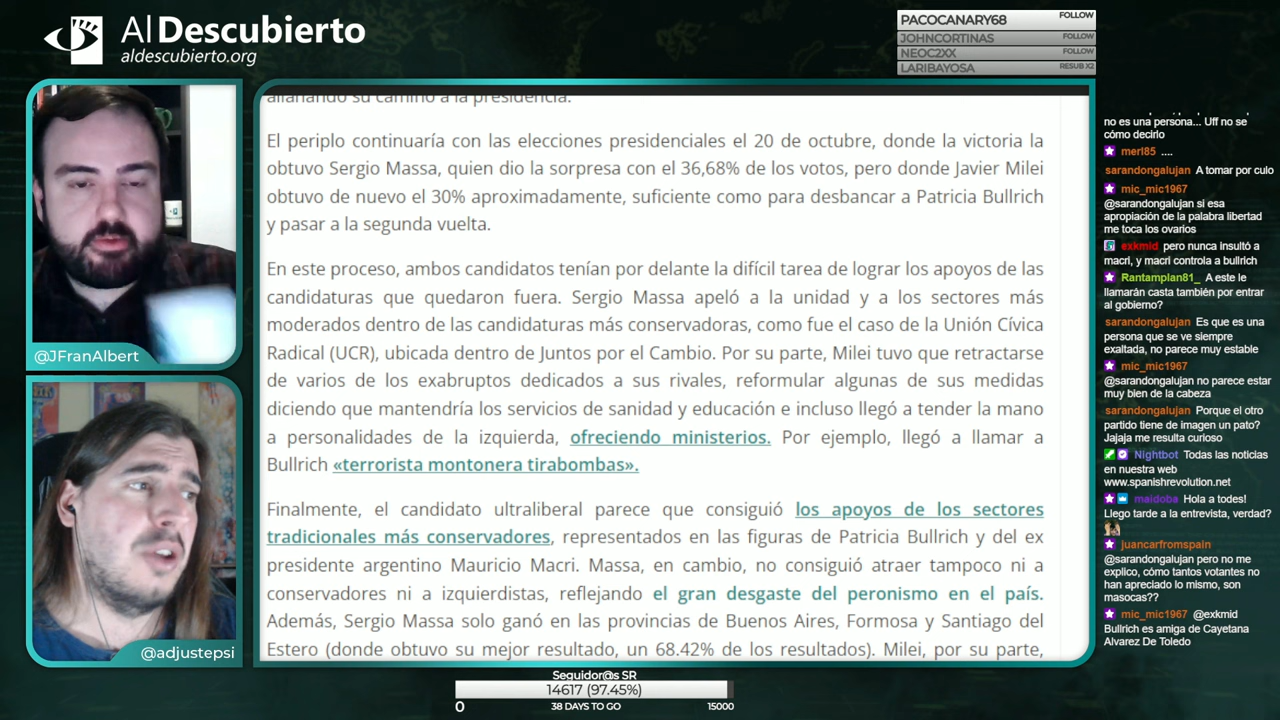 Al Descubierto
aldescubierto.org
PACOCANARY68 FOLLOW
JOHNCORTINAS FOLLOW
NEOC2XX FOLLOW
LARIBAYOSA RESUB X2
@JFranAlbert
@adjustepsi
allanando su camino a la presidencia.
El periplo continuaría con las elecciones presidenciales el 20 de octubre, donde la victoria la
obtuvo Sergio Massa, quien dio la sorpresa con el 36,68% de los votos, pero donde Javier Milei
obtuvo de nuevo el 30% aproximadamente, suficiente como para desbancar a Patricia Bullrich
y pasar a la segunda vuelta.
En este proceso, ambos candidatos tenían por delante la difícil tarea de lograr los apoyos de las
candidaturas que quedaron fuera. Sergio Massa apeló a la unidad y a los sectores más
moderados dentro de las candidaturas más conservadoras, como fue el caso de la Unión Cívica
Radical (UCR), ubicada dentro de Juntos por el Cambio. Por su parte, Milei tuvo que retractarse
de varios de los exabruptos dedicados a sus rivales, reformular algunas de sus medidas
diciendo que mantendría los servicios de sanidad y educación e incluso llegó a tender la mano
a personalidades de la izquierda, ofreciendo ministerios. Por ejemplo, llegó a llamar a
Bullrich «terrorista montonera tirabombas».
Finalmente, el candidato ultraliberal parece que consiguió los apoyos de los sectores
tradicionales más conservadores, representados en las figuras de Patricia Bullrich y del ex
presidente argentino Mauricio Macri. Massa, en cambio, no consiguió atraer tampoco ni a
conservadores ni a izquierdistas, reflejando el gran desgaste del peronismo en el país.
Además, Sergio Massa solo ganó en las provincias de Buenos Aires, Formosa y Santiago del
Estero (donde obtuvo su mejor resultado, un 68.42% de los resultados). Milei, por su parte,
no es una persona... Uff no se
cómo decirlo
merl85 ....
sarandongalujan A tomar por culo
mic_mic1967
@sarandongalujan si esa
apropiación de la palabra libertad
me toca los ovarios
exkmid pero nunca insultó a
macri, y macri controla a bullrich
Rantamplan81_ A este le
llamarán casta también por entrar
al gobierno?
sarandongalujan Es que es una
persona que se ve siempre
exaltada, no parece muy estable
mic_mic1967
@sarandongalujan no parece estar
muy bien de la cabeza
sarandongalujan Porque el otro
partido tiene de imagen un pato?
Jajaja me resulta curioso
Nightbot Todas las noticias
en nuestra web
www.spanishrevolution.net
maidoba Hola a todes!
Llego tarde a la entrevista, verdad?
juancarfromspain
@sarandongalujan pero no me
explico, cómo tantos votantes no
han apreciado lo mismo, son
masocas??
mic_mic1967 @exkmid
Bullrich es amiga de Cayetana
Alvarez De Toledo
Seguidor@s SR
14617 (97.45%)
0 38 DAYS TO GO 15000